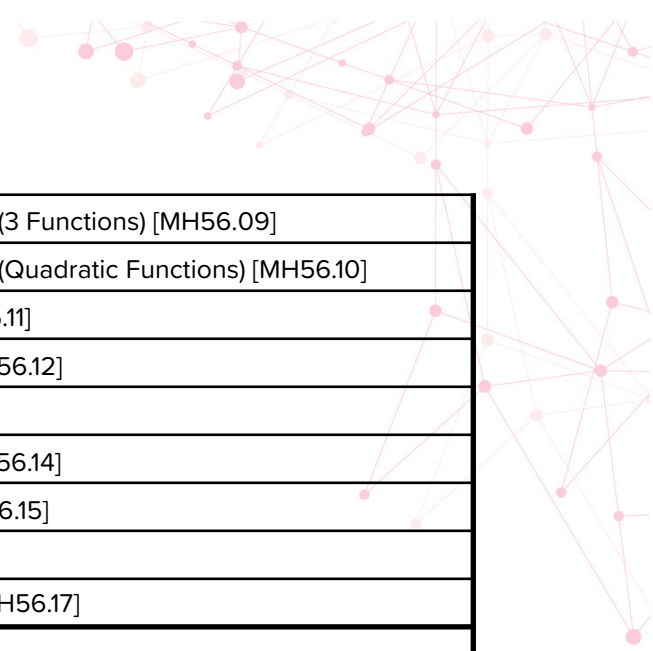 (3 Functions) [MH56.09]
(Quadratic Functions) [MH56.10]
.11]
56.12]
56.14]
6.15]
H56.17]